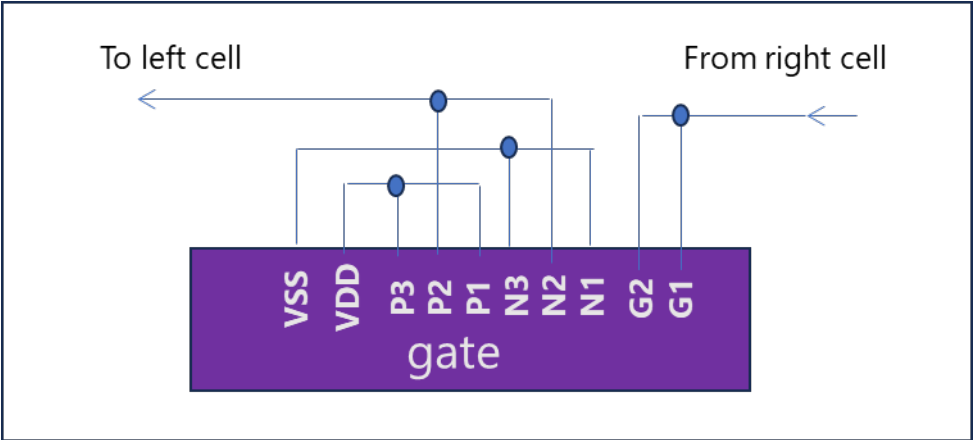 To left cell
From right cell
VSS
VDD
P3
P2
P1
N3
N2
N1
G2
G1
gate